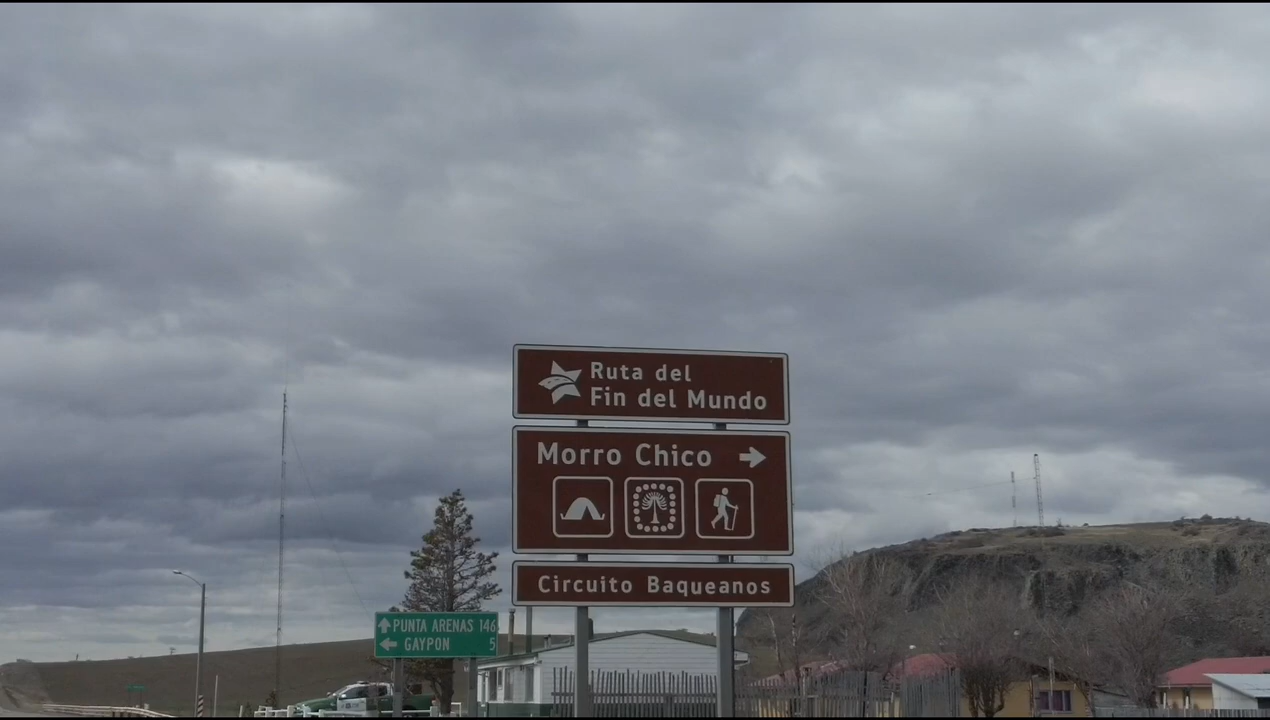 Ruta del
Fin del Mundo
Morro Chico
Circuito Baqueanos
PUNTA ARENAS 146
GAYPON 5